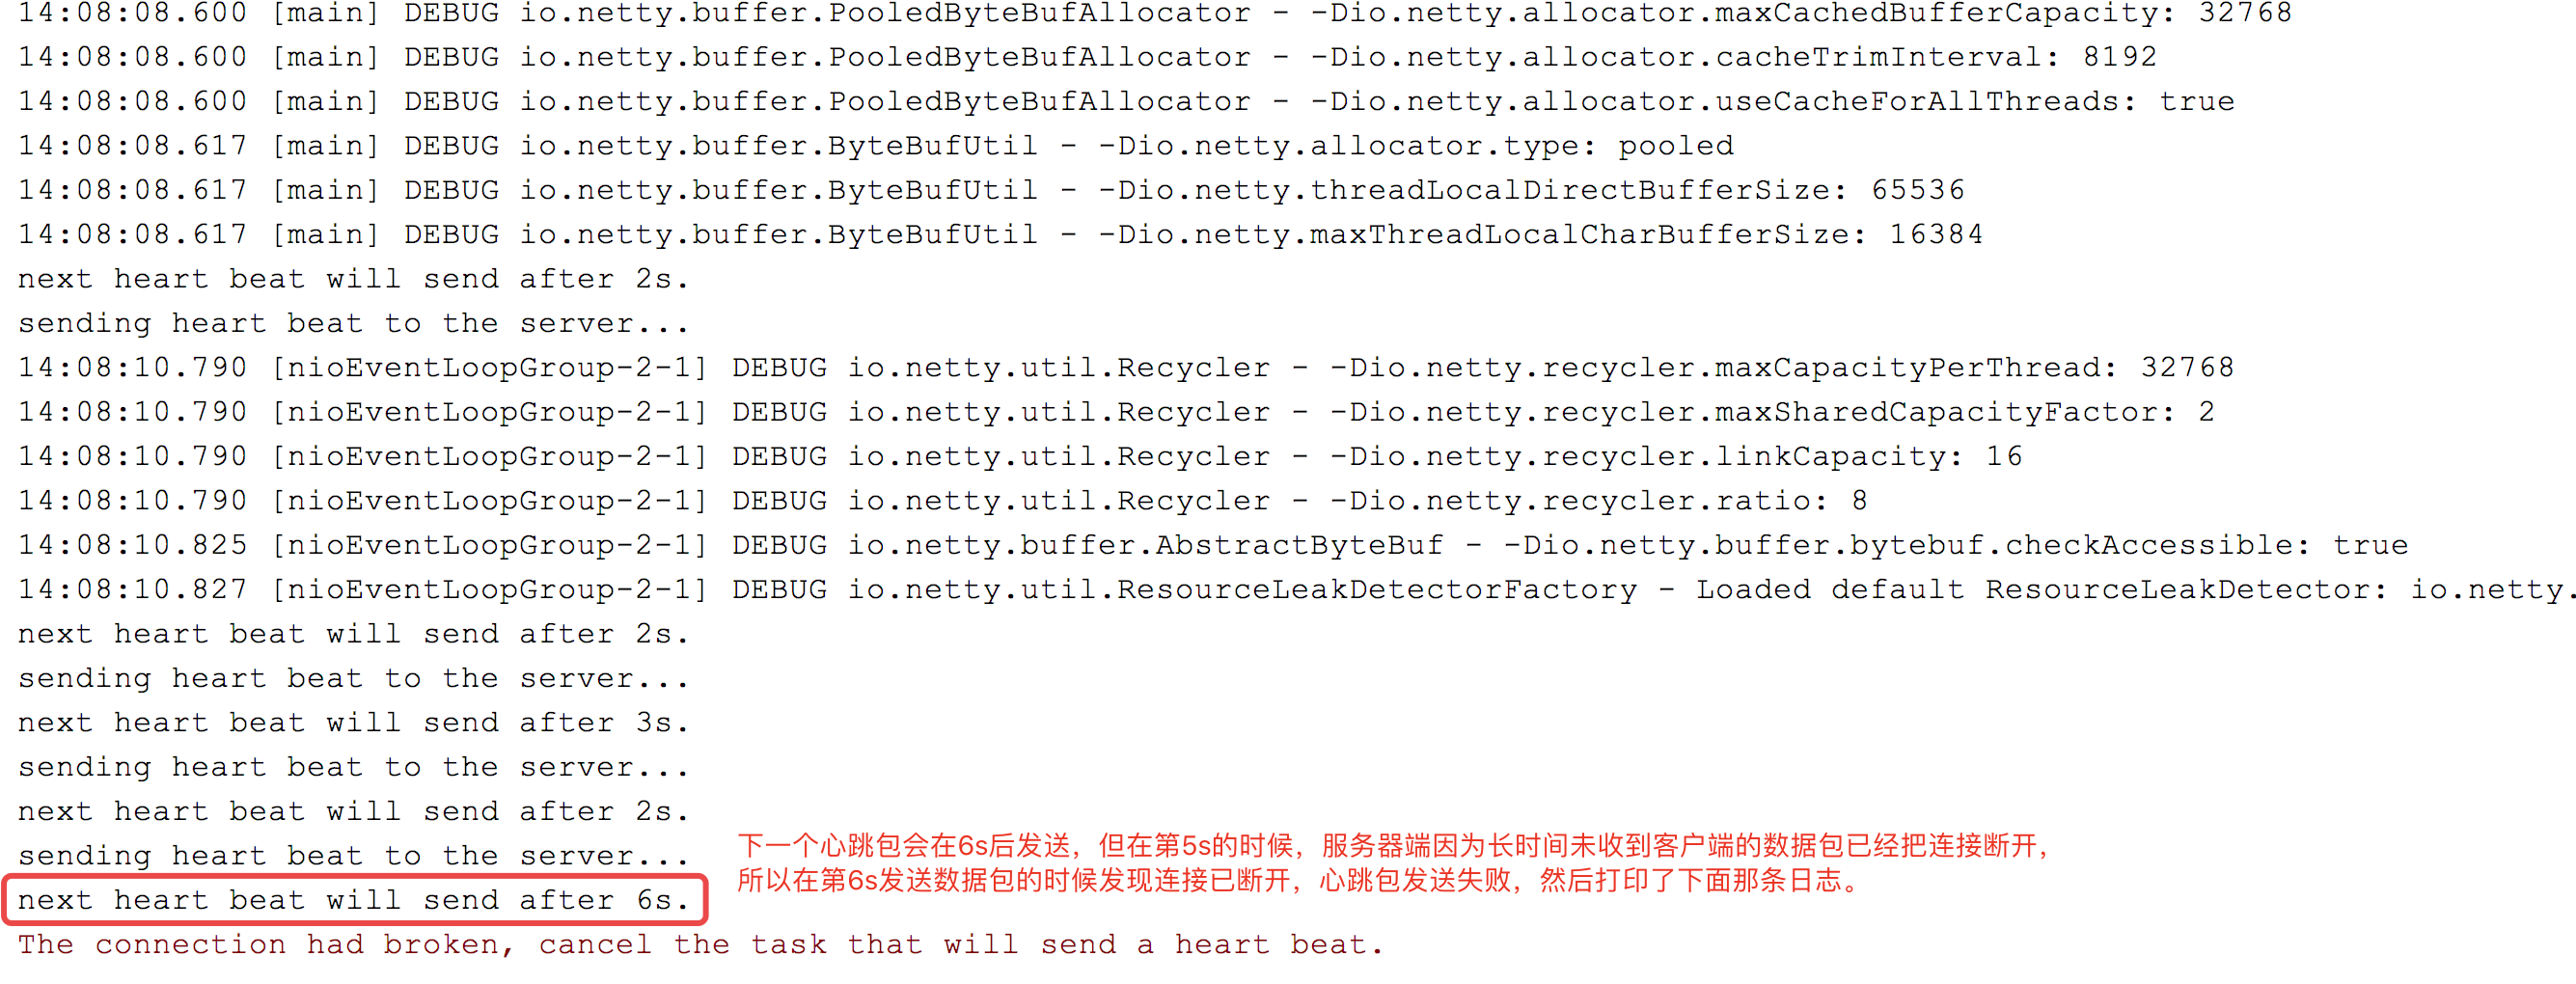 14:08:08.600 [main] DEBUG io.netty.buffer.PooledByteBufAllocator - -Dio.netty.allocator.maxCachedBufferCapacity: 32768
14:08:08.600 [main] DEBUG io.netty.buffer.PooledByteBufAllocator - -Dio.netty.allocator.cacheTrimInterval: 8192
14:08:08.600 [main] DEBUG io.netty.buffer.PooledByteBufAllocator - -Dio.netty.allocator.useCacheForAllThreads: true
14:08:08.617 [main] DEBUG io.netty.buffer.ByteBufUtil - -Dio.netty.allocator.type: pooled
14:08:08.617 [main] DEBUG io.netty.buffer.ByteBufUtil - -Dio.netty.threadLocalDirectBufferSize: 65536
14:08:08.617 [main] DEBUG io.netty.buffer.ByteBufUtil - -Dio.netty.maxThreadLocalCharBufferSize: 16384
next heart beat will send after 2s.
sending heart beat to the server...
14:08:10.790 [nioEventLoopGroup-2-1] DEBUG io.netty.util.Recycler - -Dio.netty.recycler.maxCapacityPerThread: 32768
14:08:10.790 [nioEventLoopGroup-2-1] DEBUG io.netty.util.Recycler - -Dio.netty.recycler.maxSharedCapacityFactor: 2
14:08:10.790 [nioEventLoopGroup-2-1] DEBUG io.netty.util.Recycler - -Dio.netty.recycler.linkCapacity: 16
14:08:10.790 [nioEventLoopGroup-2-1] DEBUG io.netty.util.Recycler - -Dio.netty.recycler.ratio: 8
14:08:10.825 [nioEventLoopGroup-2-1] DEBUG io.netty.buffer.AbstractByteBuf - -Dio.netty.buffer.bytebuf.checkAccessible: true
14:08:10.827 [nioEventLoopGroup-2-1] DEBUG io.netty.util.ResourceLeakDetectorFactory - Loaded default ResourceLeakDetector: io.netty.
next heart beat will send after 2s.
sending heart beat to the server...
next heart beat will send after 3s.
sending heart beat to the server...
next heart beat will send after 2s.
sending heart beat to the server...
下一个心跳包会在6s后发送，但在第5s的时候，服务器端因为长时间未收到客户端的数据包已经把连接断开，
所以在第6s发送数据包的时候发现连接已断开，心跳包发送失败，然后打印了下面那条日志。
next heart beat will send after 6s.
The connection had broken, cancel the task that will send a heart beat.